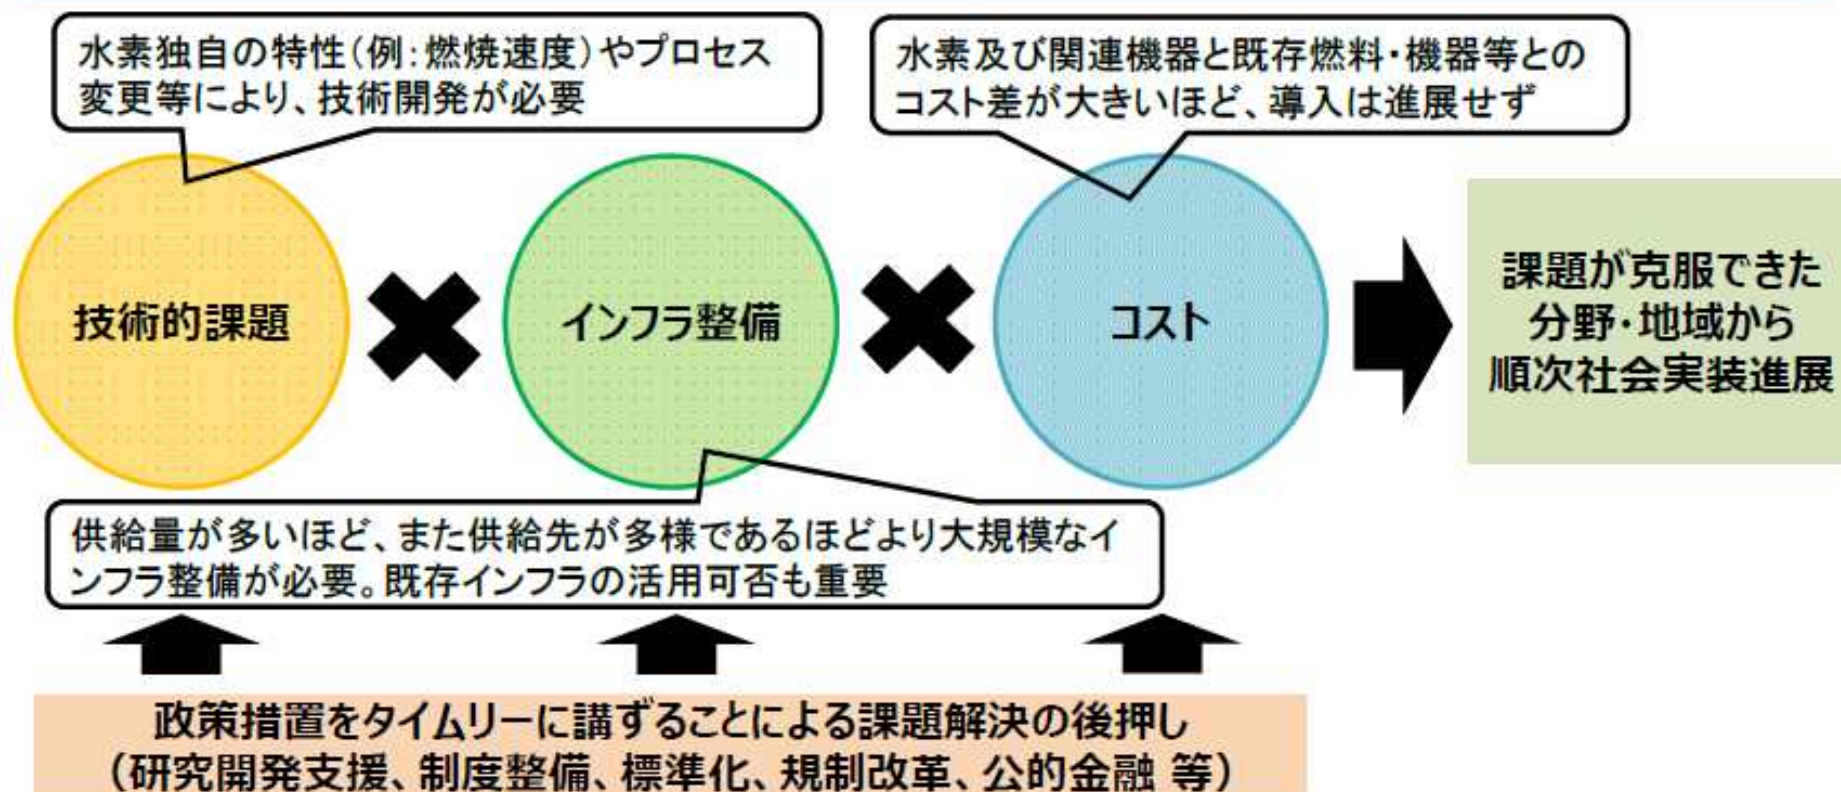 水素独自の特性(例:燃焼速度)やプロセス
変更等により、技術開発が必要
水素及び関連機器と既存燃料・機器等との
コスト差が大きいほど、導入は進展せず
技術的課題
インフラ整備
コスト
課題が克服できた
分野・地域から
順次社会実装進展
供給量が多いほど、また供給先が多様であるほどより大規模なイ
ンフラ整備が必要。既存インフラの活用可否も重要
政策措置をタイムリーに講ずることによる課題解決の後押し
(研究開発支援、制度整備、標準化、規制改革、公的金融 等)